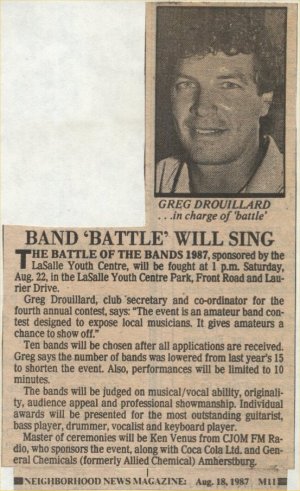 GREG DROUILLARD
. . .in charge of 'battle'
BAND 'BATTLE' WILL SING
THE BATTLE OF THE BANDS 1987, sponsored by the
LaSalle Youth Centre, will be fought at 1 p.m. Saturday,
Aug. 22, in the LaSalle Youth Centre Park, Front Road and Lau-
rier Drive.
Greg Drouillard, club secretary and co-ordinator for the
fourth annual contest, says: "The event is an amateur band con-
test designed to expose local musicians. It gives amateurs a
chance to show off."
Ten bands will be chosen after all applications are received.
Greg says the number of bands was lowered from last year's 15
to shorten the event. Also, performances will be limited to 10
minutes.
The bands will be judged on musical/vocal ability, originali-
ty, audience appeal and professional showmanship. Individual
awards will be presented for the most outstanding guitarist,
bass player, drummer, vocalist and keyboard player.
Master of ceremonies will be Ken Venus from CJOM FM Ra-
dio, who sponsors the event, along with Coca Cola Ltd. and Gen-
eral Chemicals (formerly Allied Chemical) Amherstburg.
NEIGHBORHOOD NEWS MAGAZINE: Aug. 18, 1987 M11